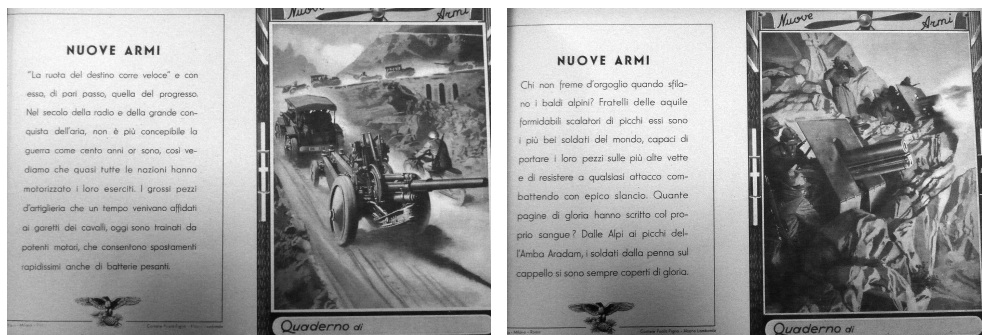 NUOVE ARMI
"La ruota del destino corre veloce" e con
essa, di pari passo, quella del progresso.
Nel secolo della radio e della grande con-
quista dell'aria, non è più concepibile la
guerra come cento anni or sono, così ve-
diamo che quasi tutte le nazioni hanno
motorizzato i loro eserciti. I grossi pezzi
d'artiglieria che un tempo venivano affidati
ai garetti dei cavalli, oggi sono trainati da
potenti motori, che consentono spostamenti
rapidissimi anche di batterie pesanti.
Nuove Armi
Quaderno di
NUOVE ARMI
Chi non freme d'orgoglio quando sfila-
no i baldi alpini? Fratelli delle aquile
formidabili scalatori di picchi essi sono
i più bei soldati del mondo, capaci di
portare i loro pezzi sulle più alte vette
e di resistere a qualsiasi attacco com-
battendo con epico slancio. Quante
pagine di gloria hanno scritto col pro-
prio sangue? Dalle Alpi ai picchi del-
l'Amba Aradam, i soldati dalla penna sul
cappello si sono sempre coperti di gloria.
Nuove Armi
Quaderno di